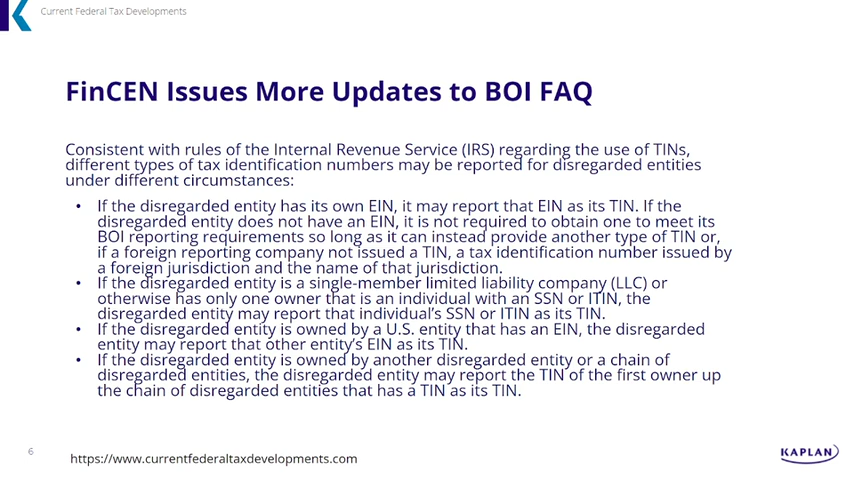 Current Federal Tax Developments
FinCEN Issues More Updates to BOI FAQ
Consistent with rules of the Internal Revenue Service (IRS) regarding the use of TINs,
different types of tax identification numbers may be reported for disregarded entities
under different circumstances:
• If the disregarded entity has its own EIN, it may report that EIN as its TIN. If the
disregarded entity does not have an EIN, it is not required to obtain one to meet its
BOI reporting requirements so long as it can instead provide another type of TIN or,
if a foreign reporting company not issued a TIN, a tax identification number issued by
a foreign jurisdiction and the name of that jurisdiction.
• If the disregarded entity is a single-member limited liability company (LLC) or
otherwise has only one owner that is an individual with an SSN or ITIN, the
disregarded entity may report that individual's SSN or ITIN as its TIN.
• If the disregarded entity is owned by a U.S. entity that has an EIN, the disregarded
entity may report that other entity's EIN as its TIN.
• If the disregarded entity is owned by another disregarded entity or a chain of
disregarded entities, the disregarded entity may report the TIN of the first owner up
the chain of disregarded entities that has a TIN as its TIN.
6
https://www.currentfederaltaxdevelopments.com
KAPLAN